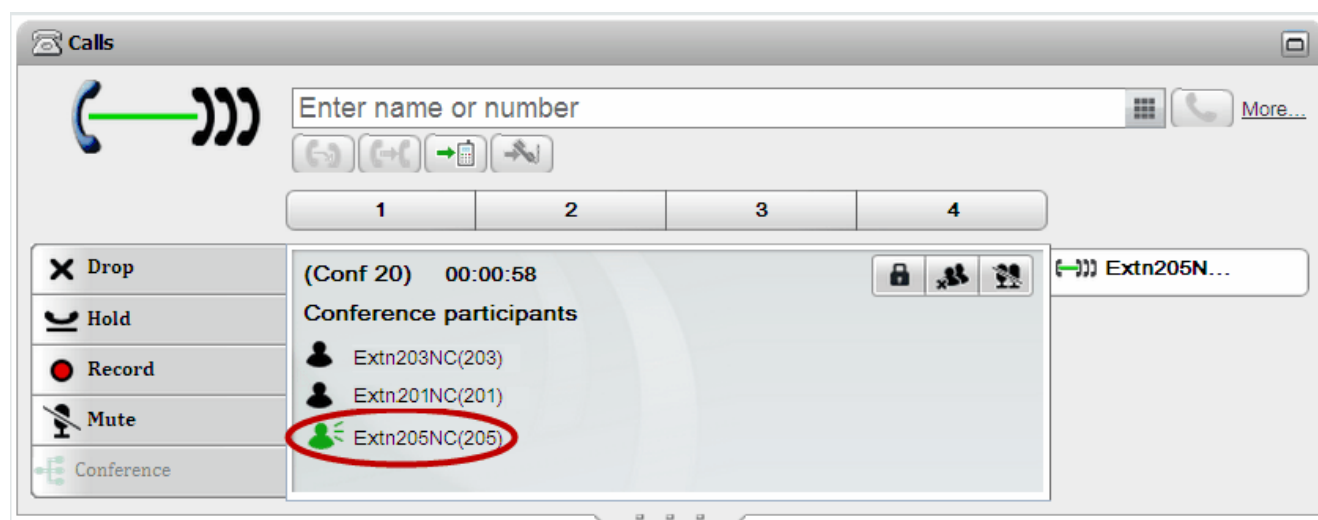 Calls
Enter name or number
More...
1 2 3 4
Drop
Hold
Record
Mute
Conference
(Conf 20) 00:00:58
Conference participants
Extn203NC(203)
Extn201NC(201)
Extn205NC(205)
Extn205N...